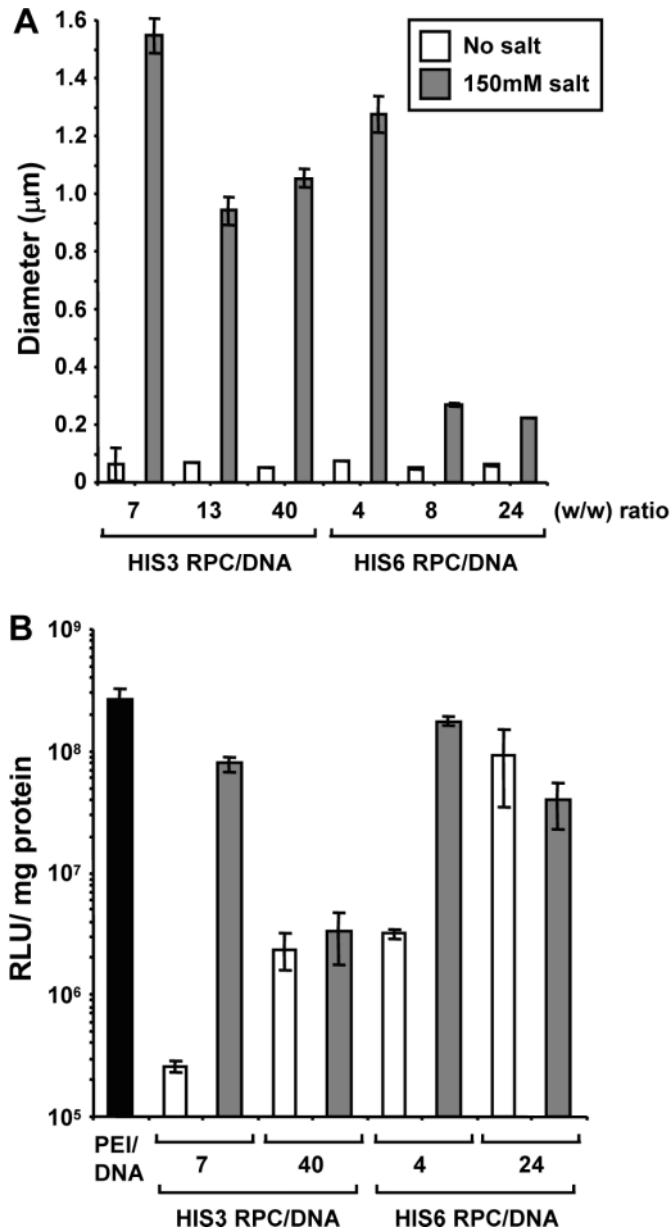 A
No salt
150mM salt
Diameter (μm)
1.6
1.4
1.2
1.0
0.8
0.6
0.4
0.2
0
7 13 40 4 8 24 (w/w) ratio
HIS3 RPC/DNA HIS6 RPC/DNA
B
RLU/ mg protein
10⁹
10⁸
10⁷
10⁶
10⁵
PEI/
DNA
7 40 4 24
HIS3 RPC/DNA HIS6 RPC/DNA